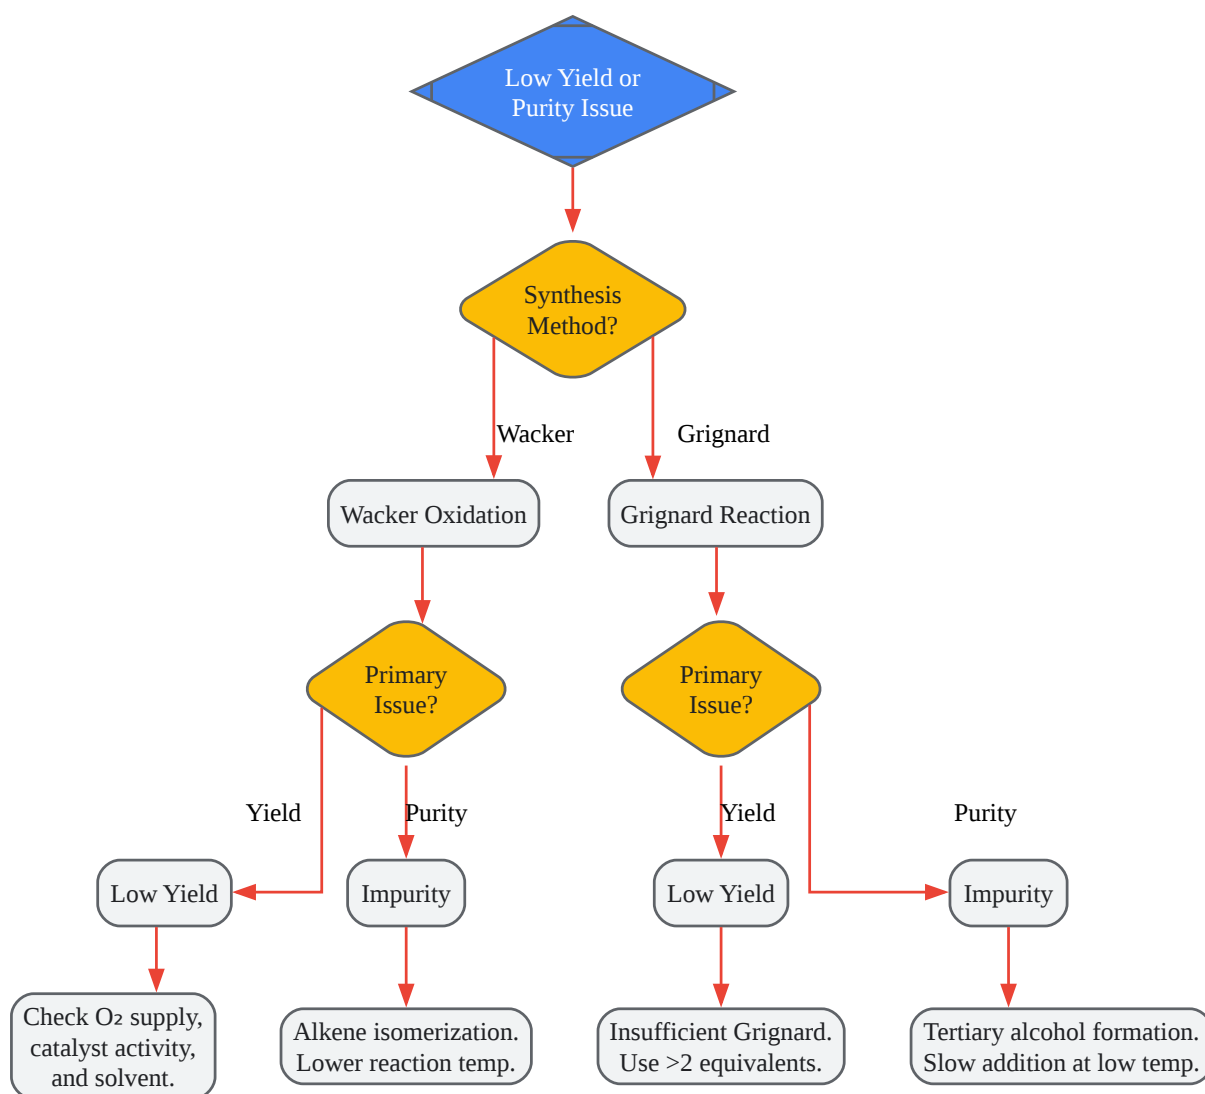 Low Yield or
Purity Issue
Synthesis
Method?
Wacker
Grignard
Wacker Oxidation
Grignard Reaction
Primary
Issue?
Primary
Issue?
Yield
Purity
Yield
Purity
Low Yield
Impurity
Low Yield
Impurity
Check O₂ supply,
catalyst activity,
and solvent.
Alkene isomerization.
Lower reaction temp.
Insufficient Grignard.
Use >2 equivalents.
Tertiary alcohol formation.
Slow addition at low temp.